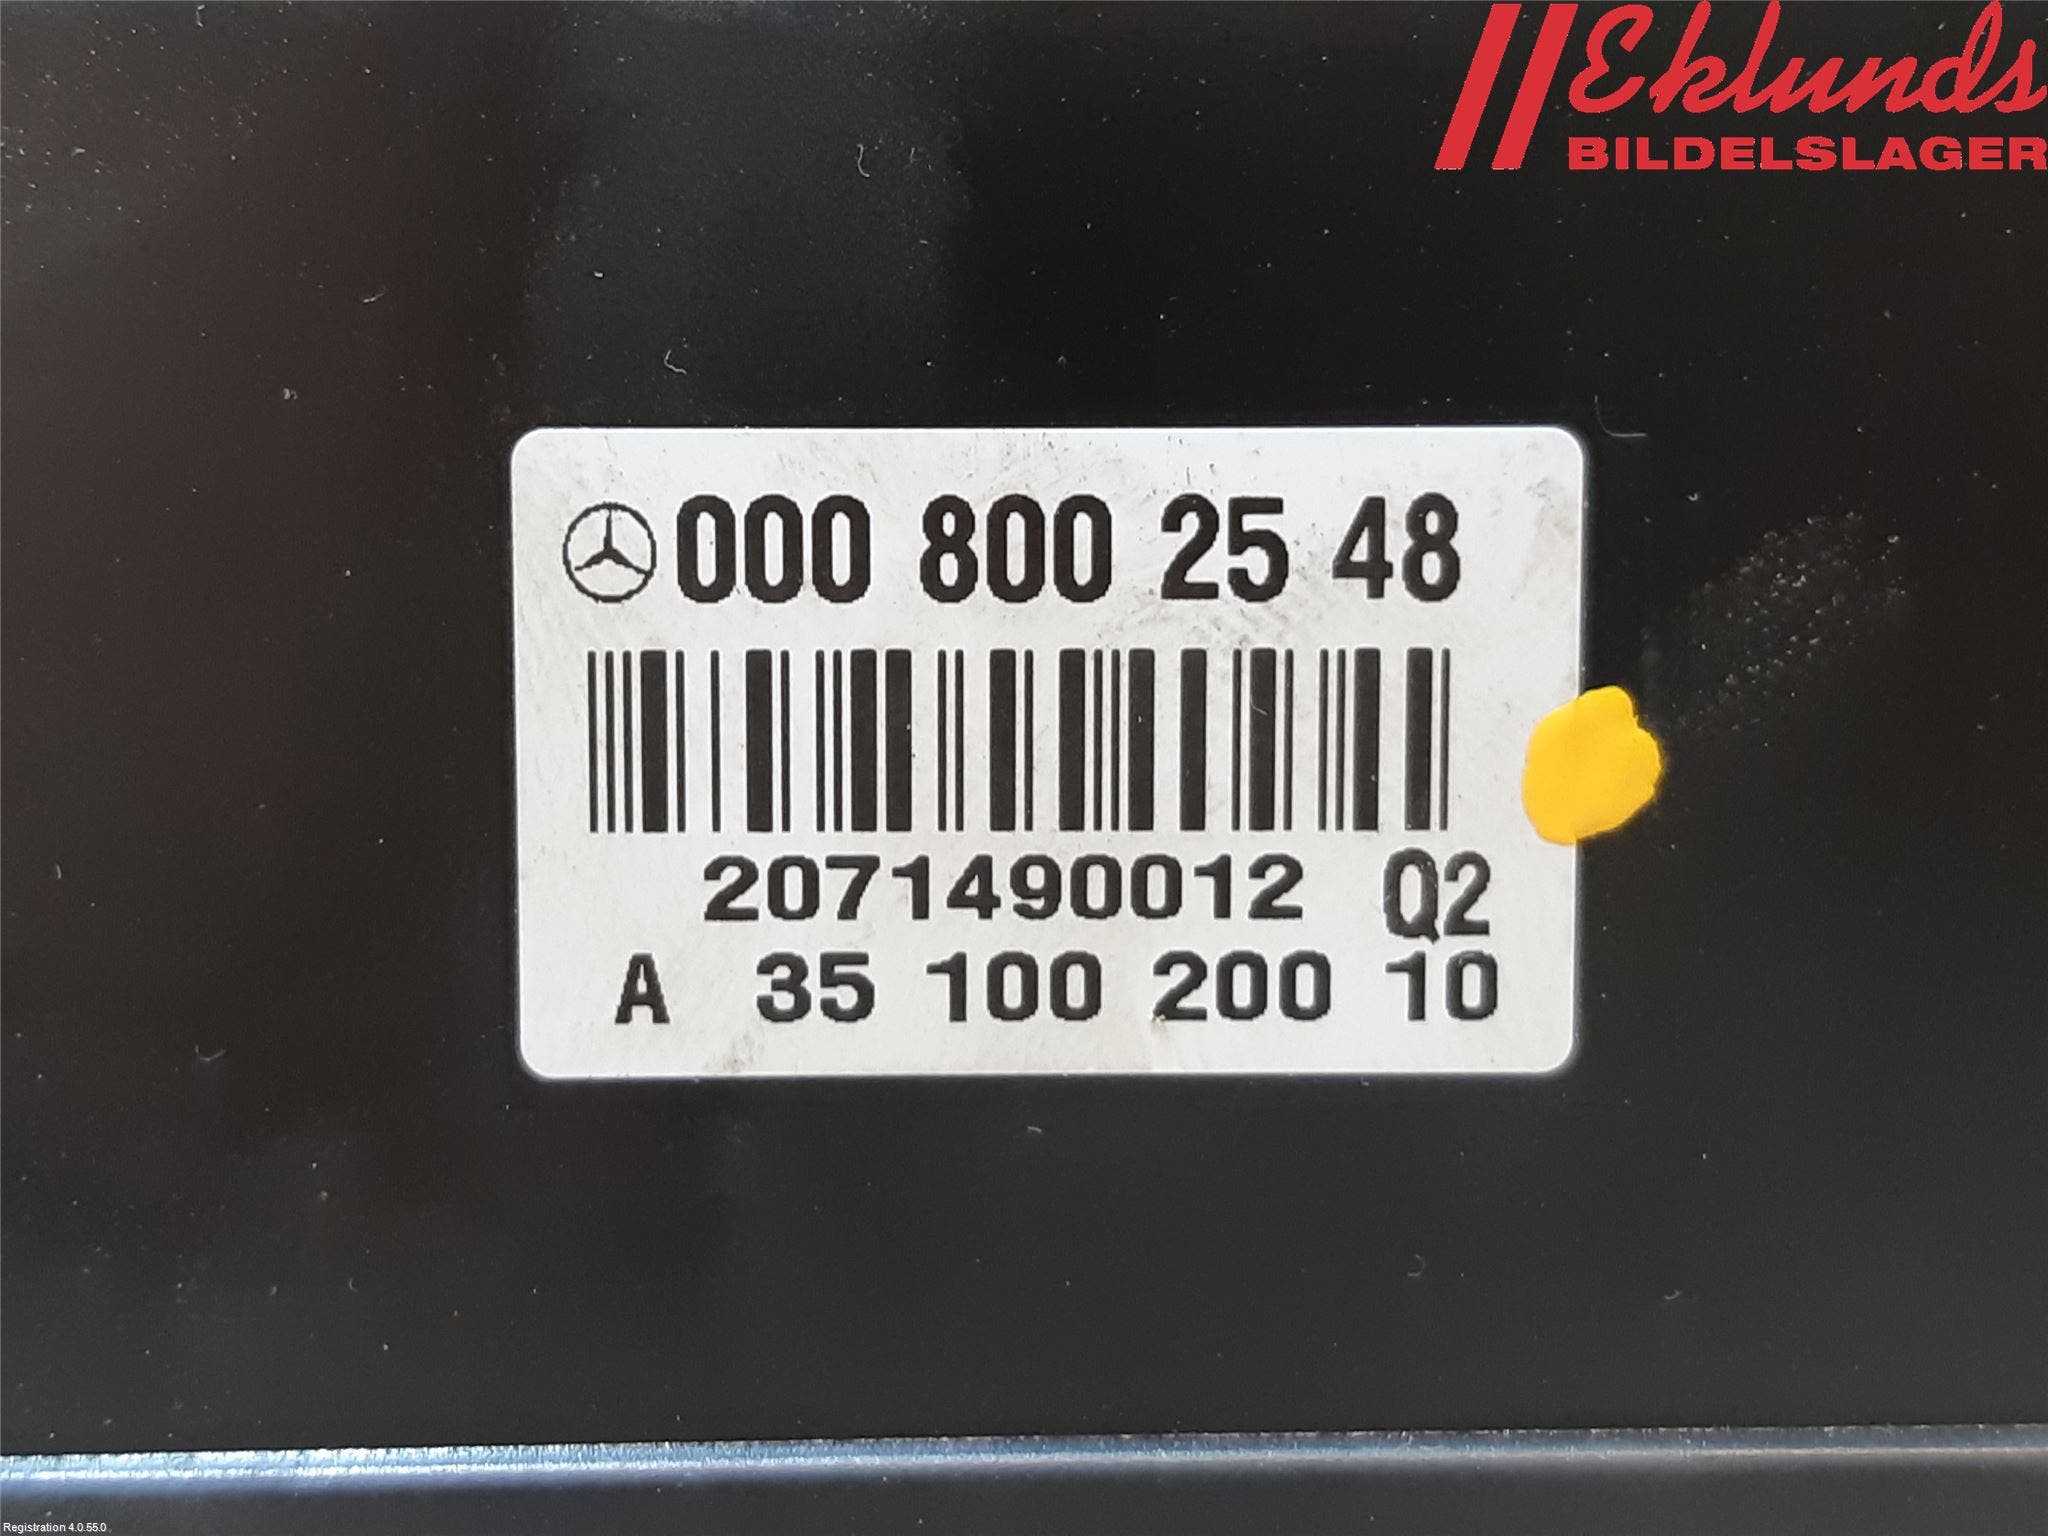 Eklunds
BILDELSLAGER
000 800 25 48
2071490012 Q2
A 35 100 200 10
Registration 4.0.55.0